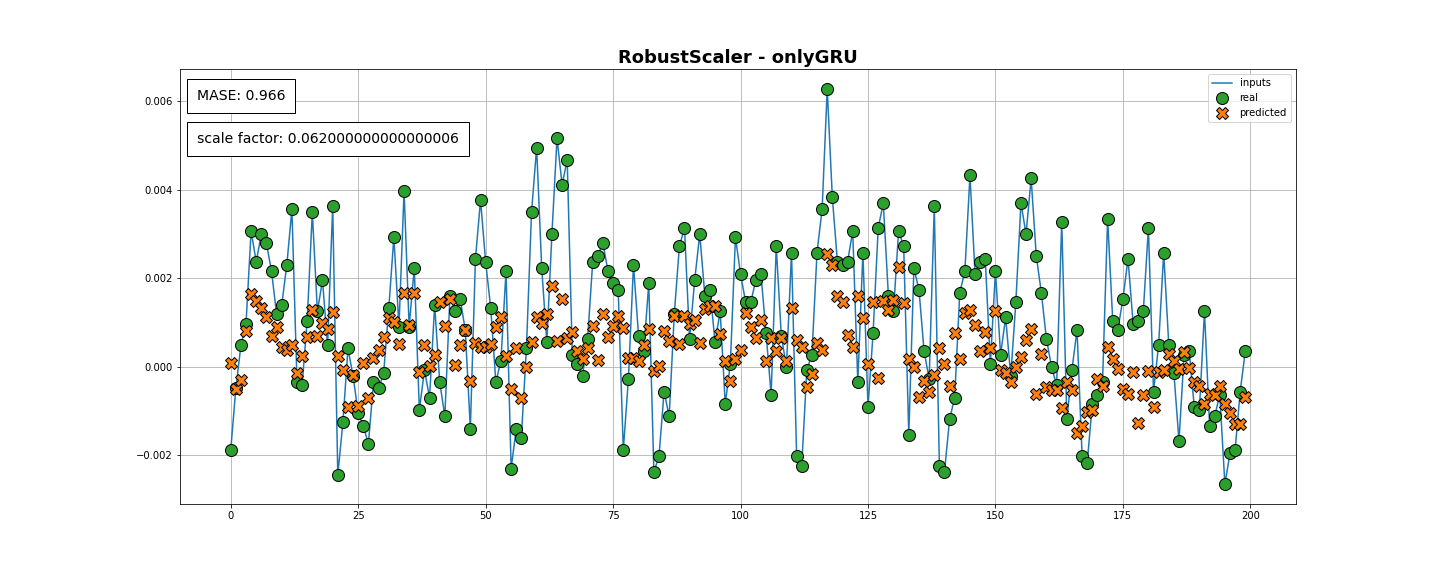 RobustScaler - onlyGRU
MASE: 0.966
scale factor: 0.062000000000000006
inputs
real
predicted
0.006
0.004
0.002
0.000
−0.002
0 25 50 75 100 125 150 175 200